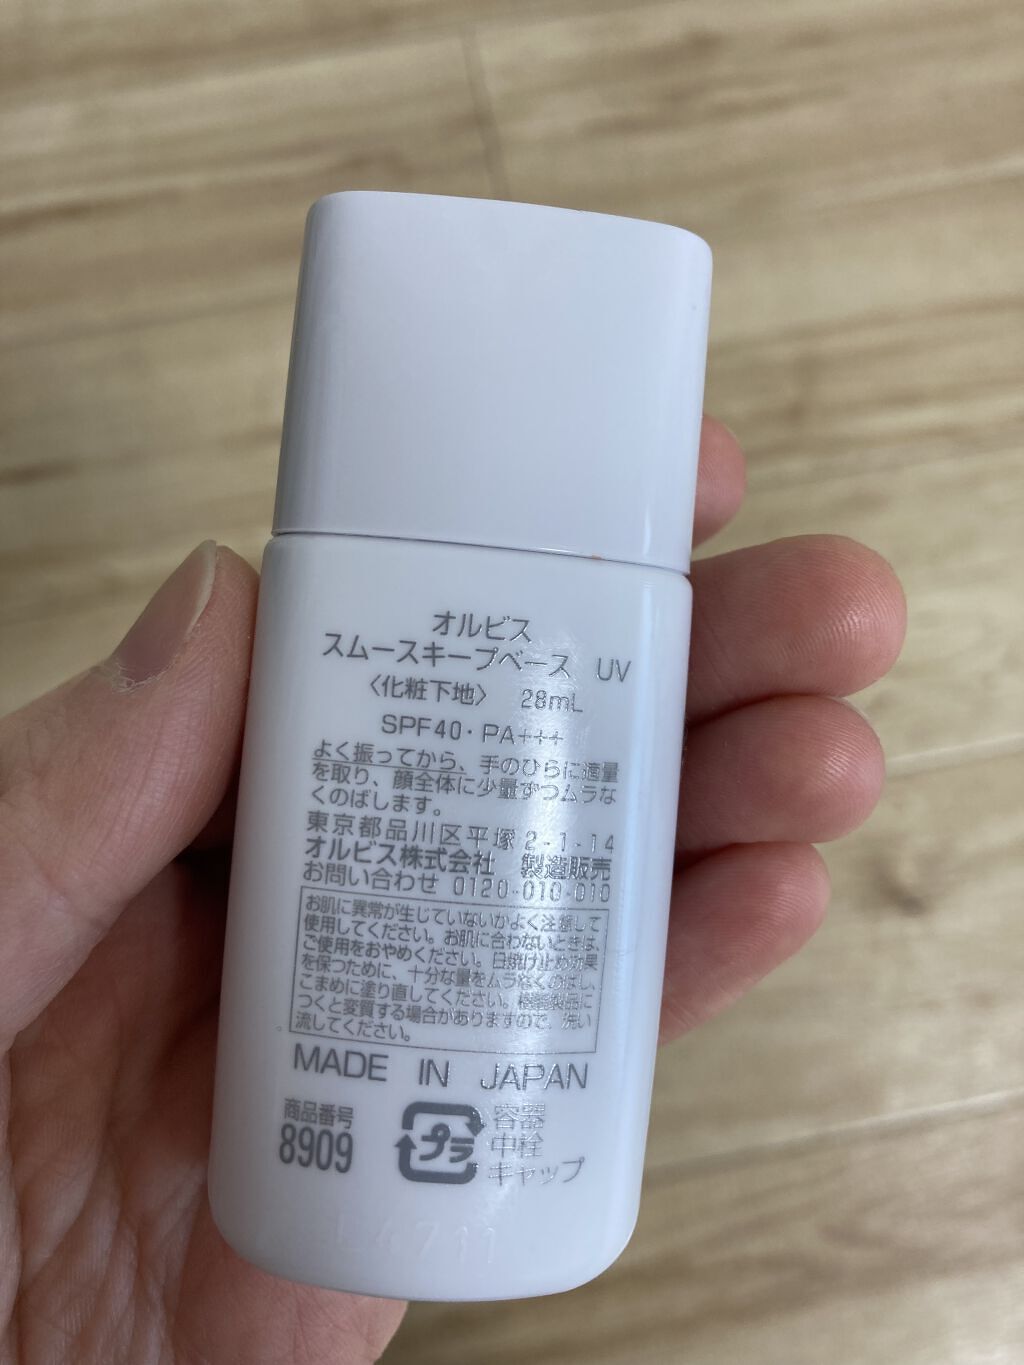 オルビス
スムースキープベース UV
〈化粧下地〉 28mL
SPF40・PA+++
よく振ってから、手のひらに適量
を取り、顔全体に少量ずつムラな
くのばします。
東京都品川区平塚2-1-14
オルビス株式会社 製造販売
お問い合わせ 0120-010-010
お肌に異常が生じていないかよく注意して
使用してください。お肌に合わないときは、
ご使用をおやめください。日焼け止め効果
を保つために、十分な量をムラなくのばし、
こまめに塗り直してください。樹脂製品に
つくと変質する場合がありますので、洗い
流してください。
MADE IN JAPAN
商品番号
8909
プラ
容器
中栓
キャップ